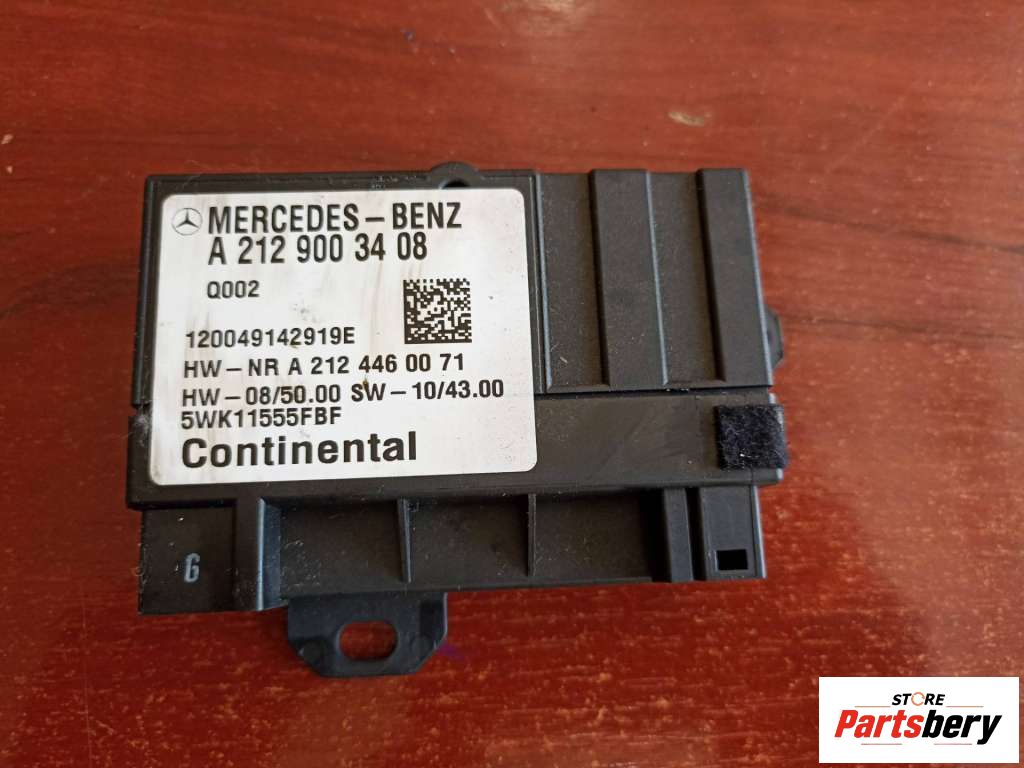 MERCEDES-BENZ
A 212 900 34 08
Q002
120049142919E
HW-NR A 212 446 00 71
HW-08/50.00 SW-10/43.00
5WK11555FBF
Continental
G
STORE
Partsbery